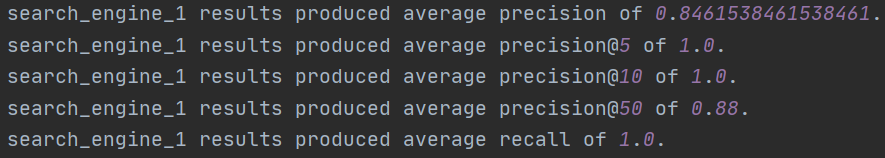 search_engine_1 results produced average precision of 0.8461538461538461.
search_engine_1 results produced average precision@5 of 1.0.
search_engine_1 results produced average precision@10 of 1.0.
search_engine_1 results produced average precision@50 of 0.88.
search_engine_1 results produced average recall of 1.0.